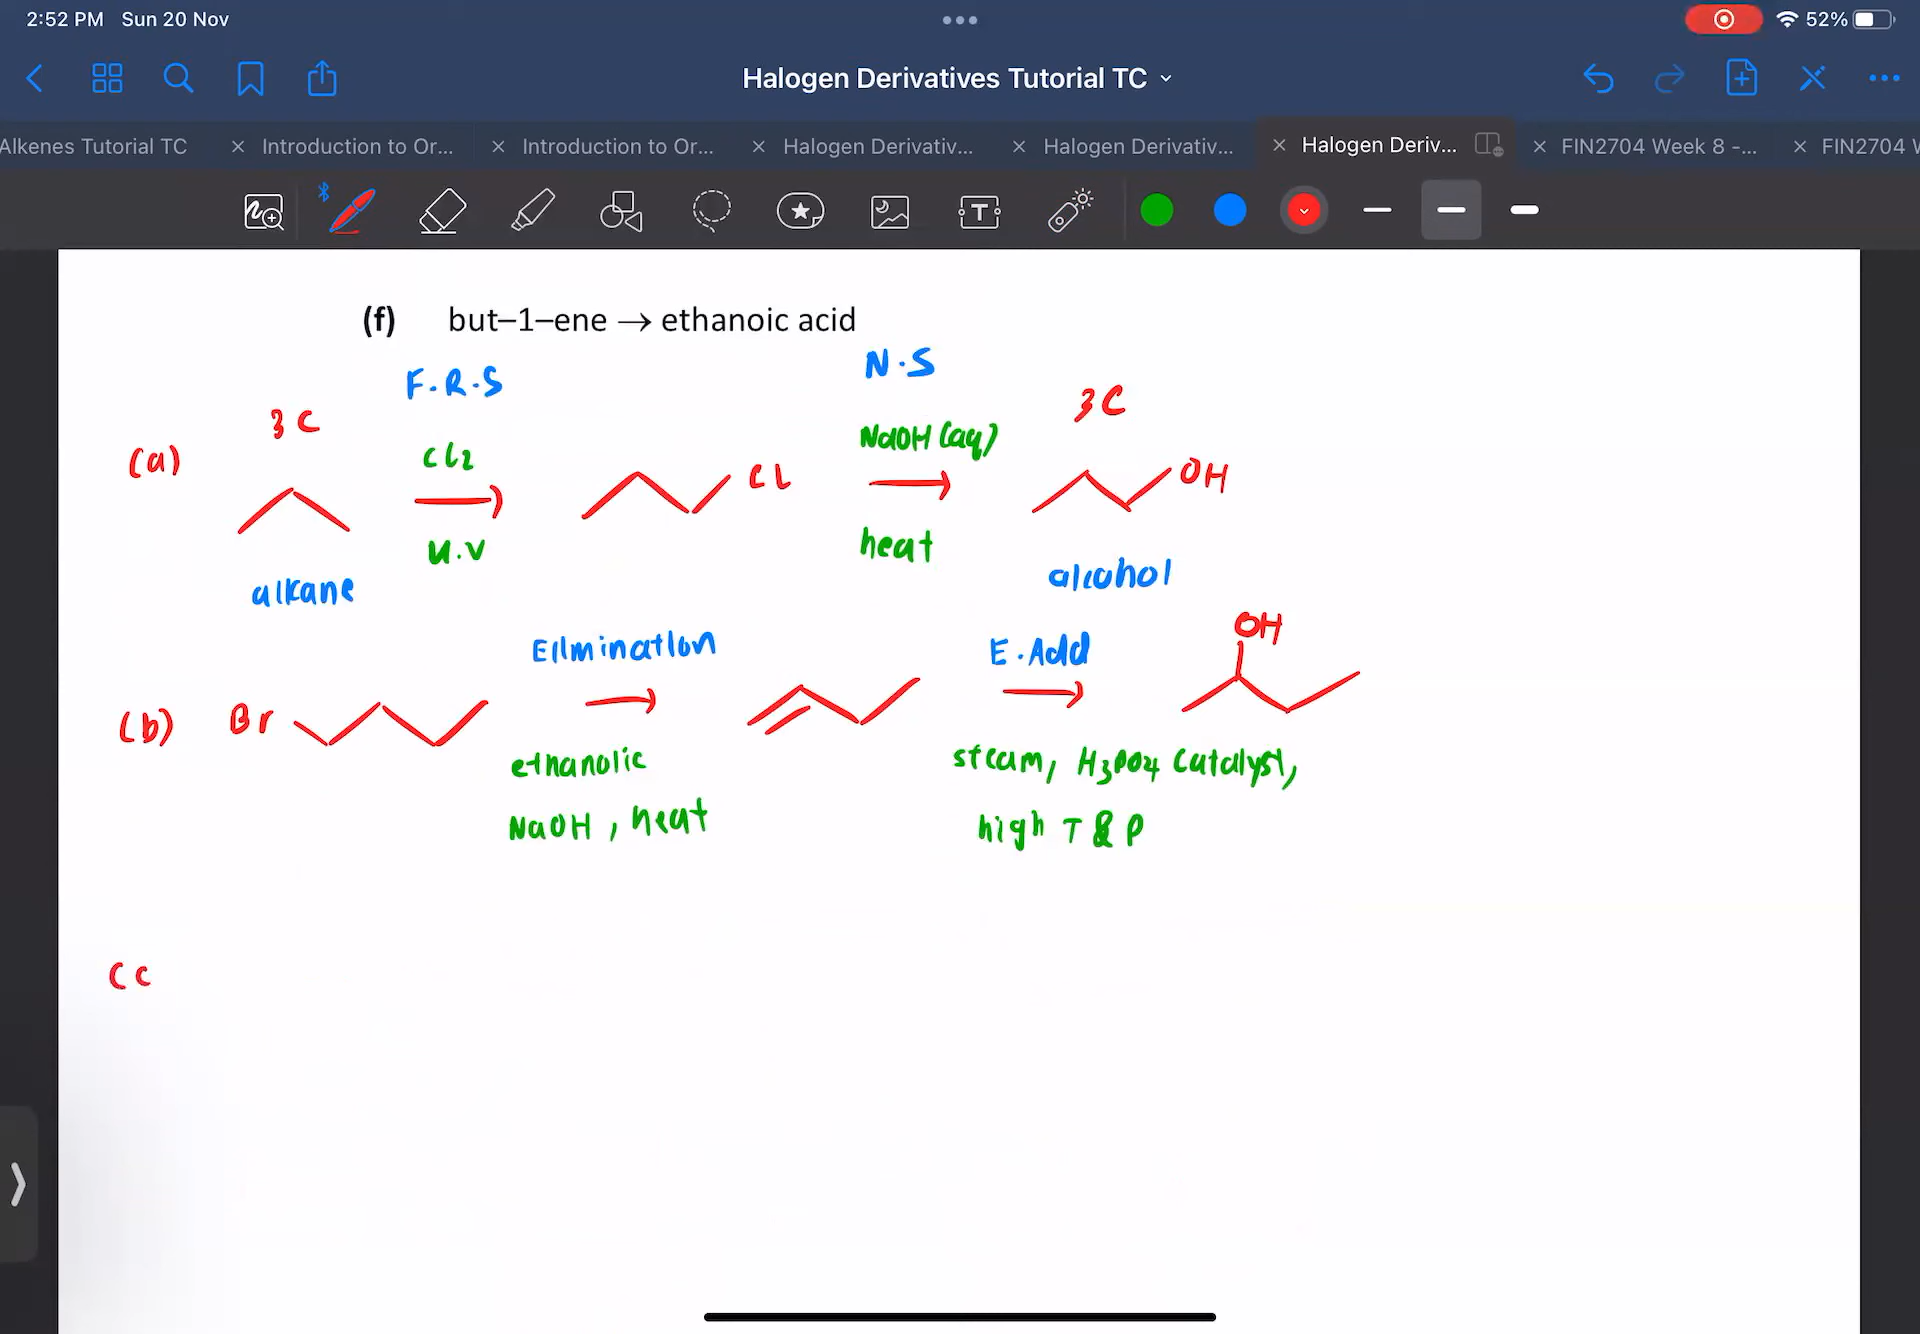 2:52 PM Sun 20 Nov
52%
Halogen Derivatives Tutorial TC
Alkenes Tutorial TC
Introduction to Or...
Introduction to Or...
Halogen Derivativ...
Halogen Derivativ...
Halogen Deriv...
FIN2704 Week 8 -...
FIN2704 W
(f) but–1–ene → ethanoic acid
F.R.S N.S
3C 3C
(a) Cl2 → Cl NaOH (aq) → OH
u.v heat
alkane alcohol
Elimination E.Add OH
(b) Br → →
ethanolic steam, H3PO4 catalyst,
NaOH, heat high T & P
(c